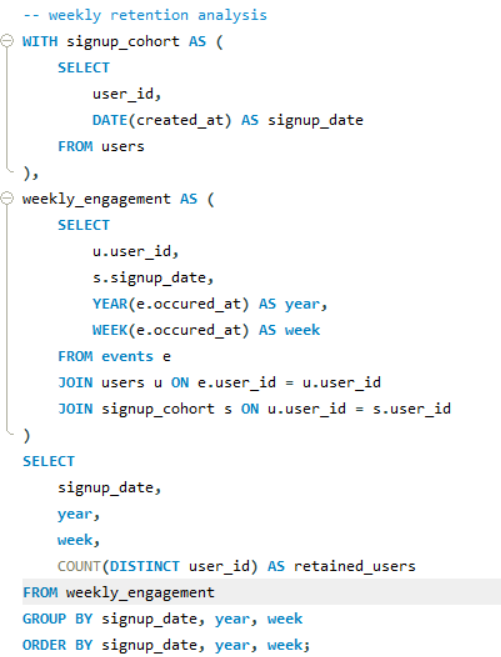 -- weekly retention analysis
WITH signup_cohort AS (
SELECT
user_id,
DATE(created_at) AS signup_date
FROM users
),
weekly_engagement AS (
SELECT
u.user_id,
s.signup_date,
YEAR(e.occured_at) AS year,
WEEK(e.occured_at) AS week
FROM events e
JOIN users u ON e.user_id = u.user_id
JOIN signup_cohort s ON u.user_id = s.user_id
)
SELECT
signup_date,
year,
week,
COUNT(DISTINCT user_id) AS retained_users
FROM weekly_engagement
GROUP BY signup_date, year, week
ORDER BY signup_date, year, week;